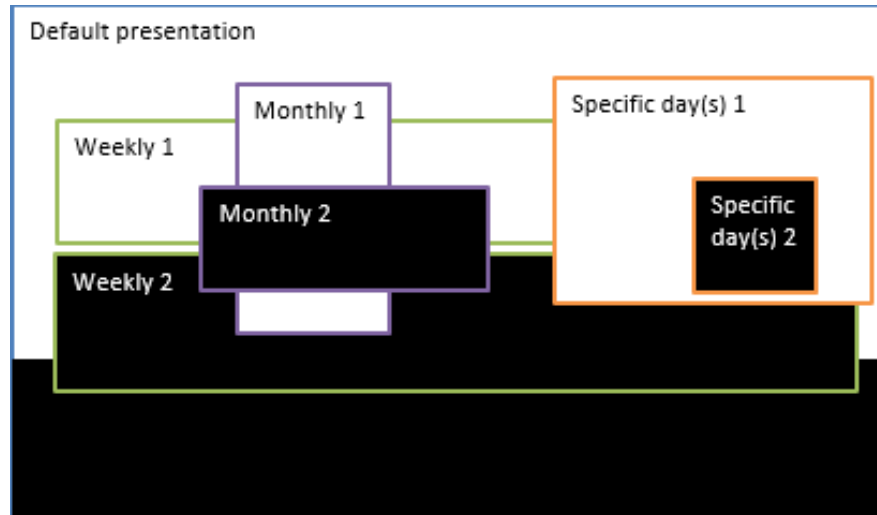 Default presentation
Monthly 1
Specific day(s) 1
Weekly 1
Monthly 2
Specific
day(s) 2
Weekly 2